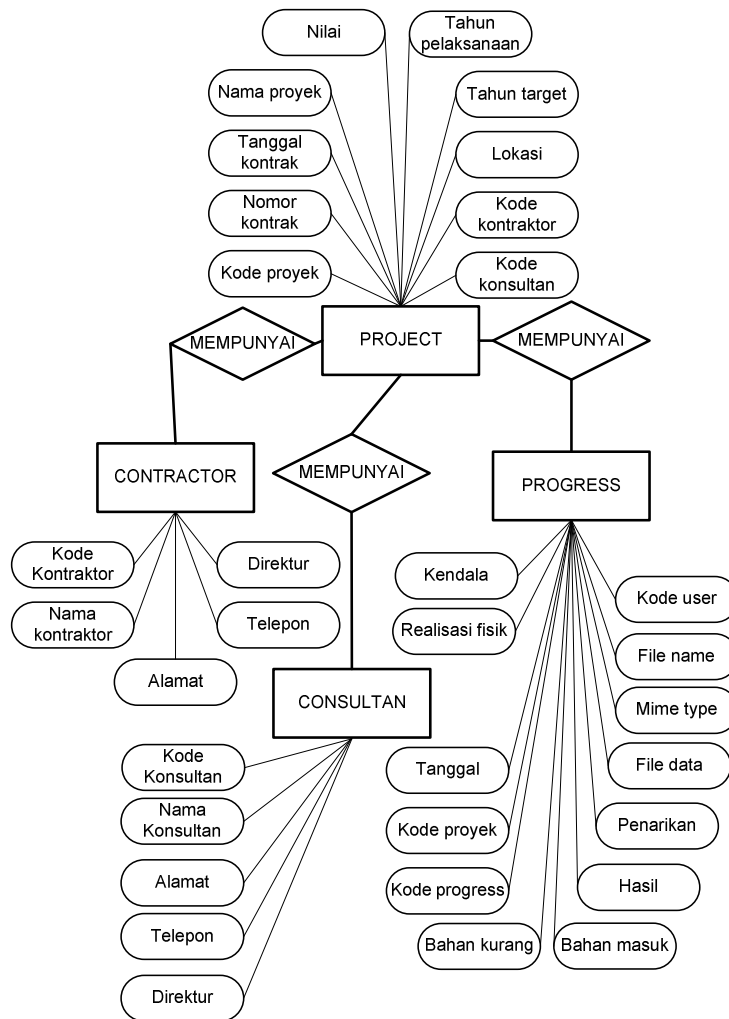 Nilai
Tahun
pelaksanaan
Nama proyek
Tahun target
Tanggal
kontrak
Lokasi
Nomor
kontrak
Kode
kontraktor
Kode proyek
Kode
konsultan
MEMPUNYAI
PROJECT
MEMPUNYAI
CONTRACTOR
MEMPUNYAI
PROGRESS
Kode
Kontraktor
Direktur
Nama
kontraktor
Telepon
Alamat
Kendala
Kode user
Realisasi fisik
File name
CONSULTAN
Mime type
Kode
Konsultan
Tanggal
File data
Nama
Konsultan
Kode proyek
Penarikan
Alamat
Kode progress
Hasil
Telepon
Bahan kurang
Bahan masuk
Direktur